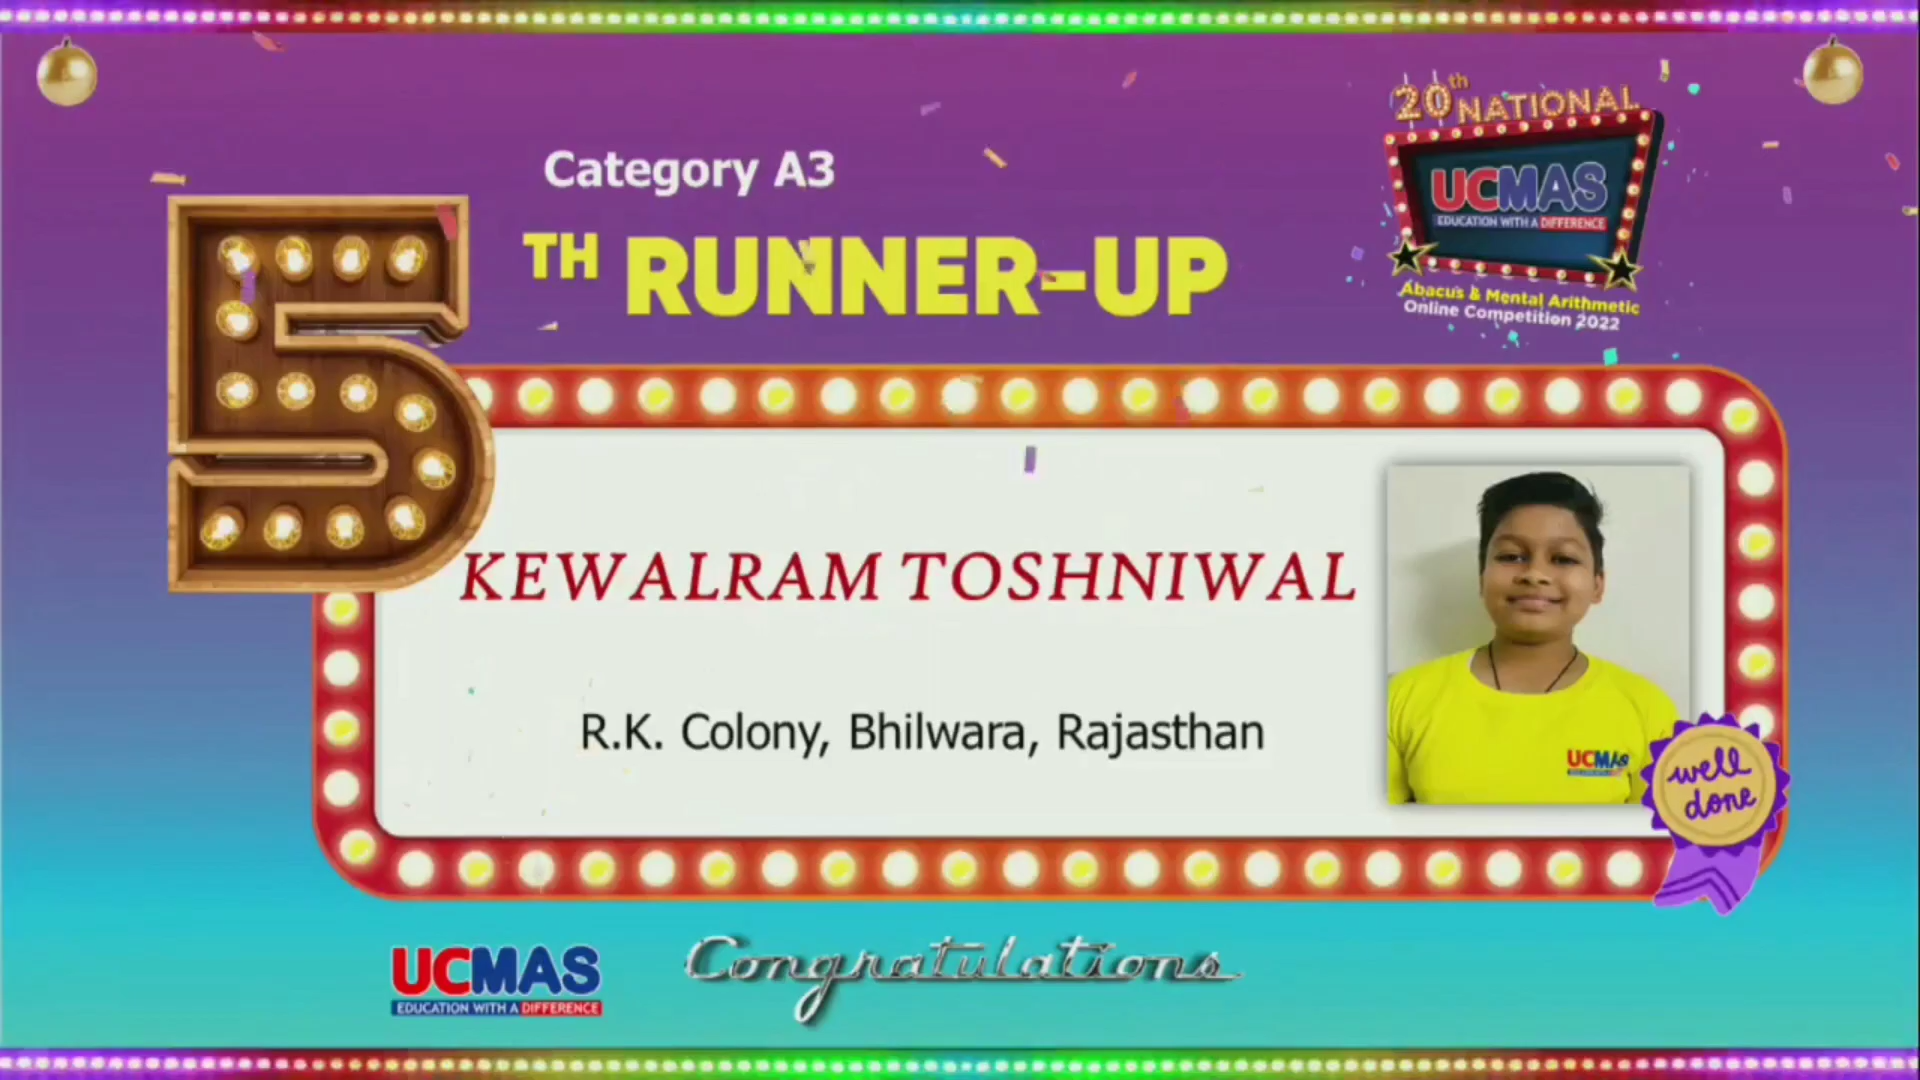 20th NATIONAL
UCMAS
EDUCATION WITH A DIFFERENCE
Abacus & Mental Arithmetic
Online Competition 2022
Category A3
5TH RUNNER-UP
KEWALRAM TOSHNIWAL
R.K. Colony, Bhilwara, Rajasthan
UCMAS
well
done
UCMAS
EDUCATION WITH A DIFFERENCE
Congratulations